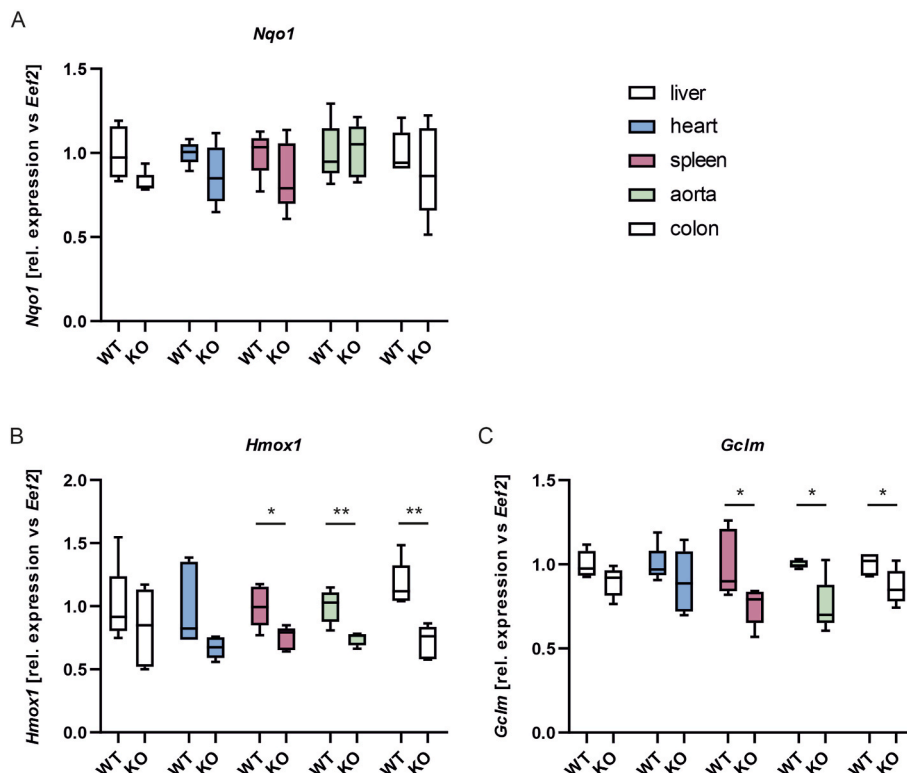 A
Nqo1
Nqo1 [rel. expression vs Eef2]
1.5
1.0
0.5
0.0
WT KO WT KO WT KO WT KO WT KO
liver
heart
spleen
aorta
colon
B
Hmox1
Hmox1 [rel. expression vs Eef2]
2.0
1.5
1.0
0.5
0.0
* ** **
WT KO WT KO WT KO WT KO WT KO
C
Gclm
Gclm [rel. expression vs Eef2]
1.5
1.0
0.5
0.0
* * *
WT KO WT KO WT KO WT KO WT KO